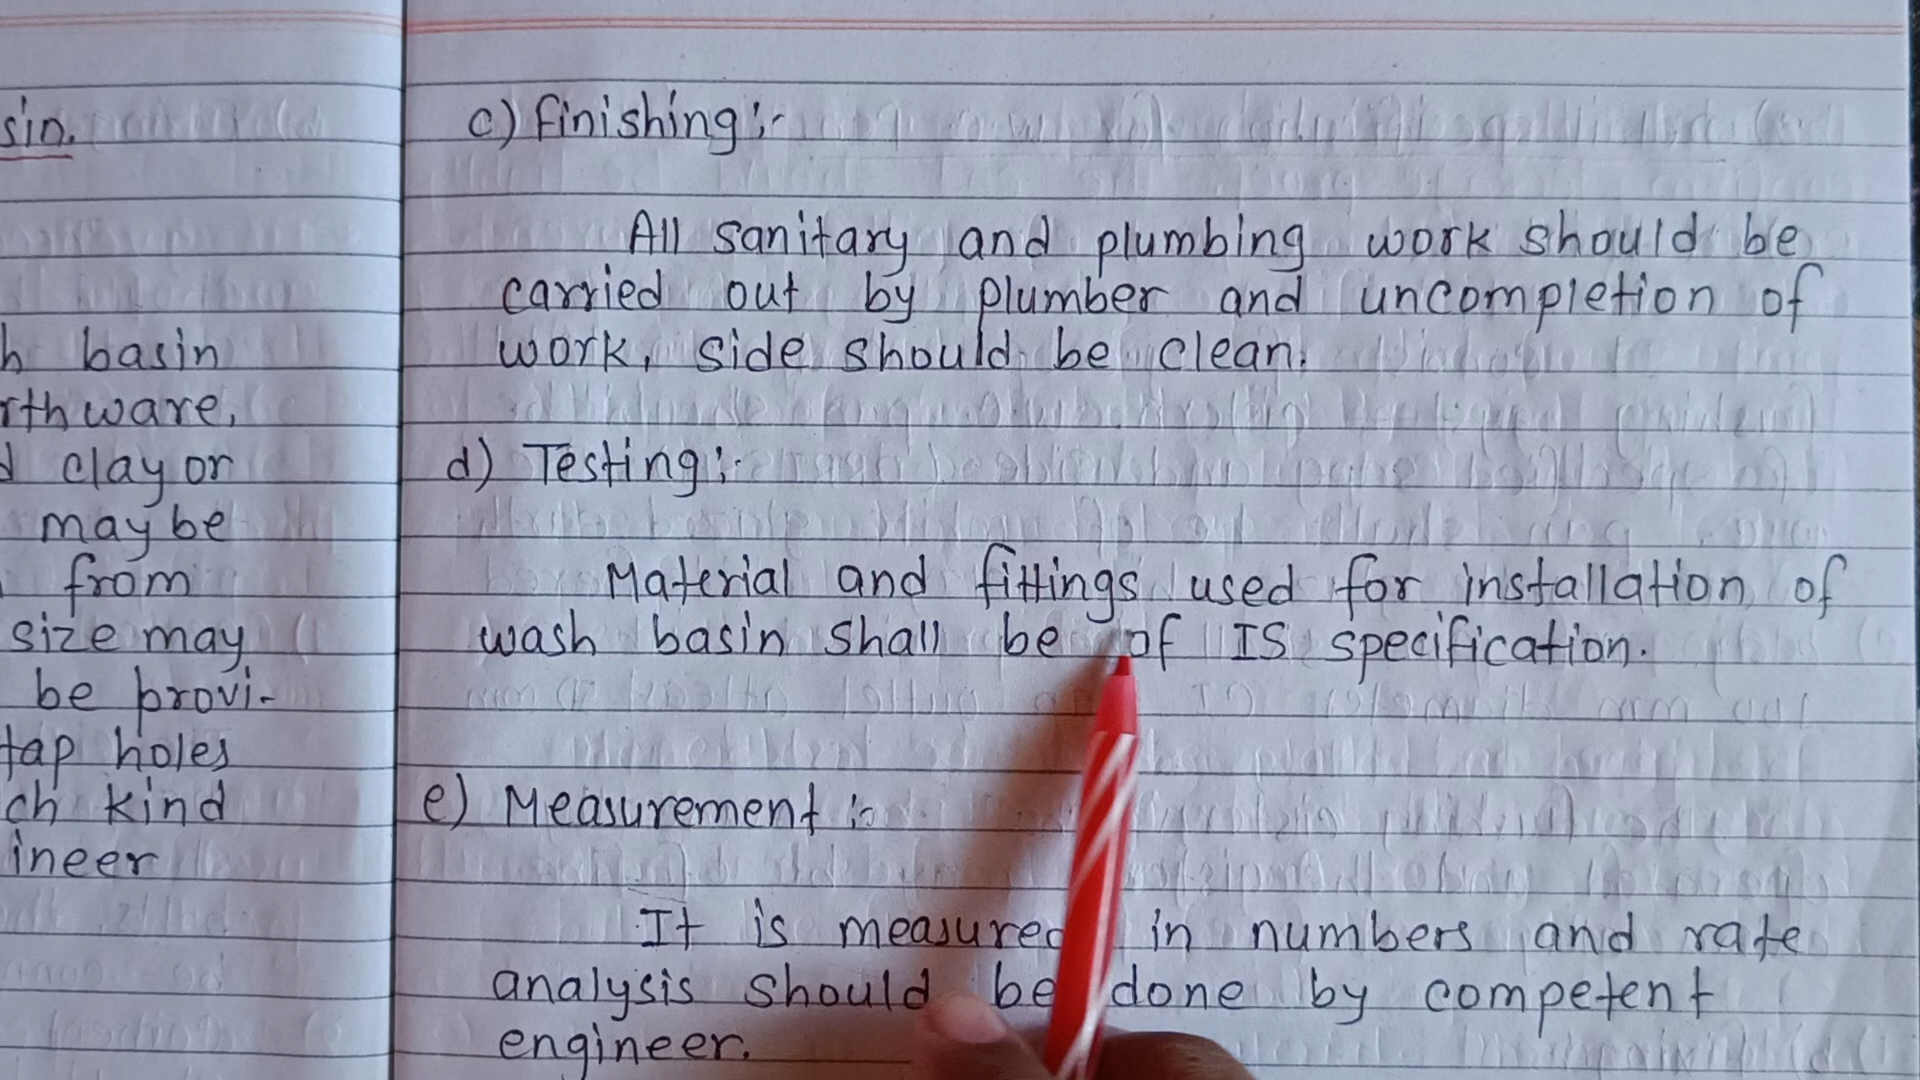 sin.
h basin
rthware,
d clay or
may be
from
size may
be provi-
tap holes
ch kind
ineer
c) Finishing :-
All sanitary and plumbing work should be
carried out by plumber and uncompletion of
work, side should be clean.
d) Testing :-
Material and fittings used for installation of
wash basin shall be of IS specification.
e) Measurement :-
It is measured in numbers and rate
analysis should be done by competent
engineer.